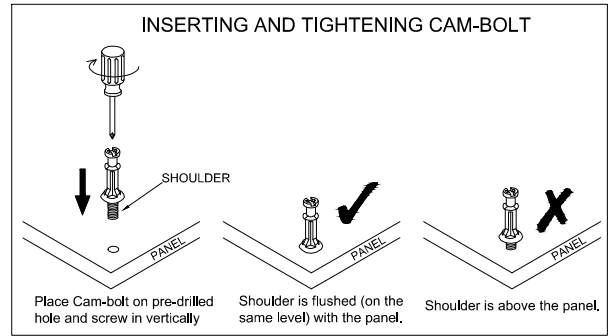 INSERTING AND TIGHTENING CAM-BOLT
SHOULDER
PANEL
Place Cam-bolt on pre-drilled
hole and screw in vertically
PANEL
Shoulder is flushed (on the
same level) with the panel.
PANEL
Shoulder is above the panel.